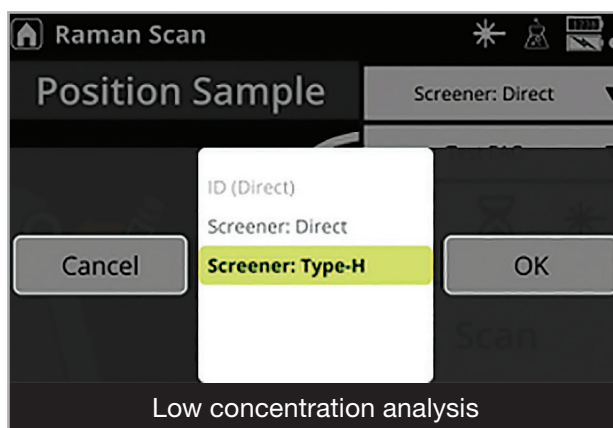 Raman Scan
Position Sample
Screener: Direct
ID (Direct)
Screener: Direct
Screener: Type-H
Cancel
OK
Scan
Low concentration analysis